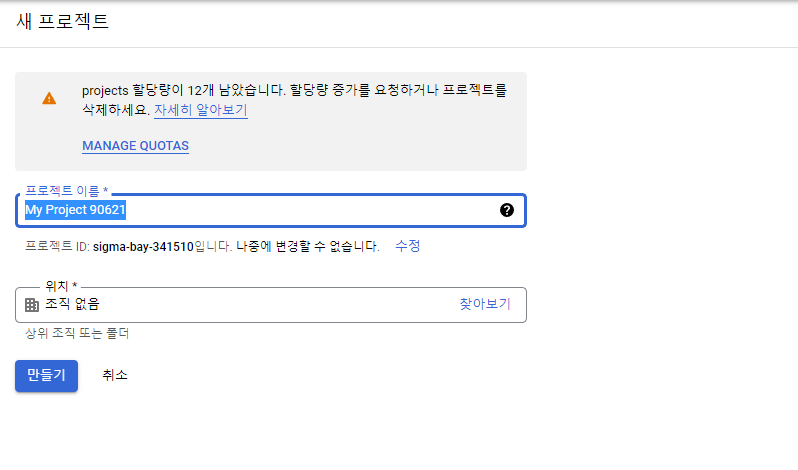 새 프로젝트
projects 할당량이 12개 남았습니다. 할당량 증가를 요청하거나 프로젝트를
삭제하세요. 자세히 알아보기
MANAGE QUOTAS
프로젝트 이름 *
My Project 90621
프로젝트 ID: sigma-bay-341510입니다. 나중에 변경할 수 없습니다. 수정
위치 *
조직 없음 찾아보기
상위 조직 또는 폴더
만들기 취소